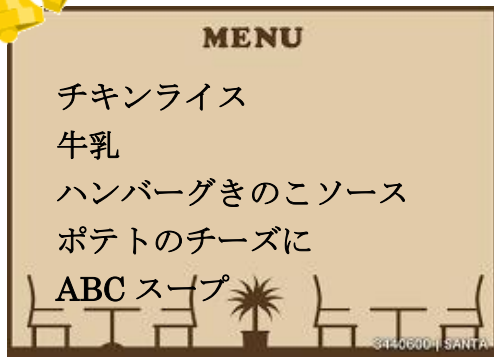 MENU
チキンライス
牛乳
ハンバーグきのこソース
ポテトのチーズに
ABC スープ
3440600 | SANTA